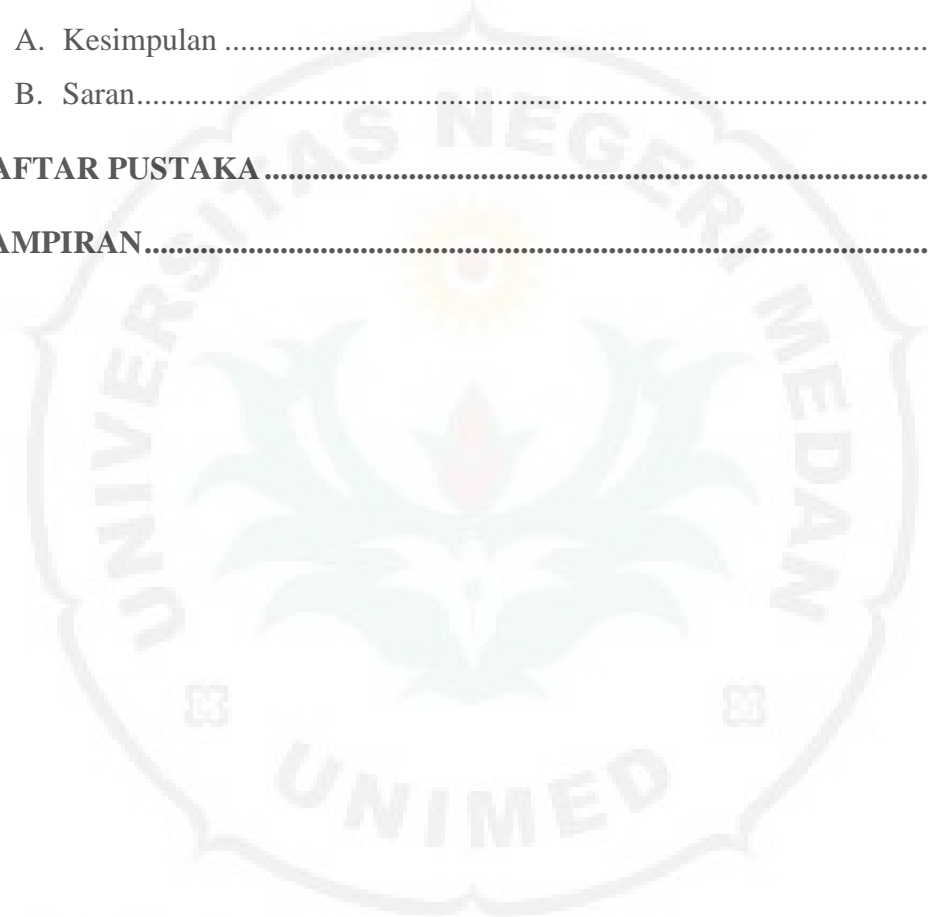 A. Kesimpulan ........................................................................................
B. Saran...................................................................................................
AFTAR PUSTAKA ...................................................................................
AMPIRAN..................................................................................................
UNIVERSITAS NEGERI MEDAN
UNIMED